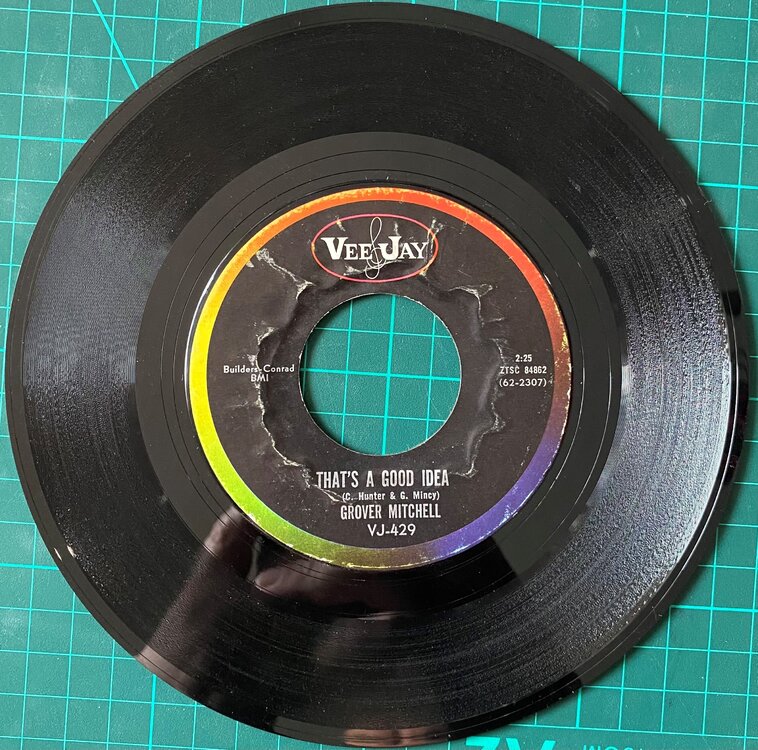 VEE JAY
Builders-Conrad
BMI
2:25
ZTSC 84862
(62-2307)
THAT'S A GOOD IDEA
(C. Hunter & G. Mincy)
GROVER MITCHELL
VJ-429